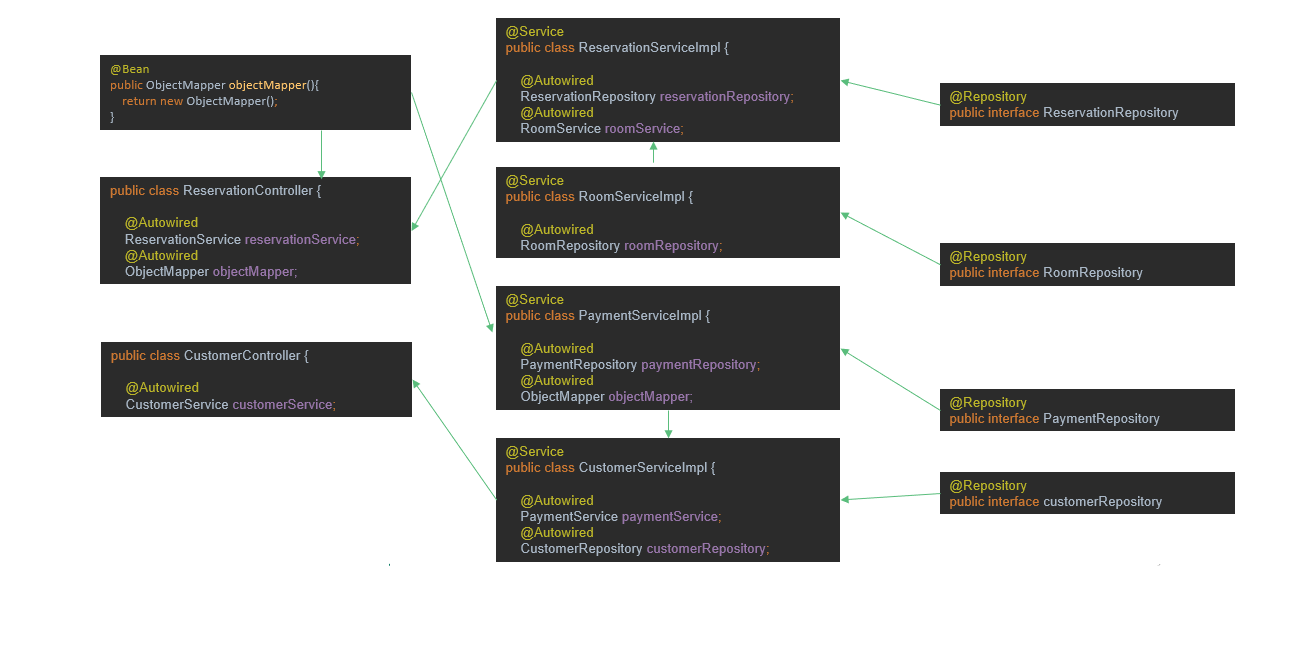 @Bean
public ObjectMapper objectMapper(){
return new ObjectMapper();
}
public class ReservationController {
@Autowired
ReservationService reservationService;
@Autowired
ObjectMapper objectMapper;
public class CustomerController {
@Autowired
CustomerService customerService;
@Service
public class ReservationServiceImpl {
@Autowired
ReservationRepository reservationRepository;
@Autowired
RoomService roomService;
@Service
public class RoomServiceImpl {
@Autowired
RoomRepository roomRepository;
@Service
public class PaymentServiceImpl {
@Autowired
PaymentRepository paymentRepository;
@Autowired
ObjectMapper objectMapper;
@Service
public class CustomerServiceImpl {
@Autowired
PaymentService paymentService;
@Autowired
CustomerRepository customerRepository;
@Repository
public interface ReservationRepository
@Repository
public interface RoomRepository
@Repository
public interface PaymentRepository
@Repository
public interface customerRepository